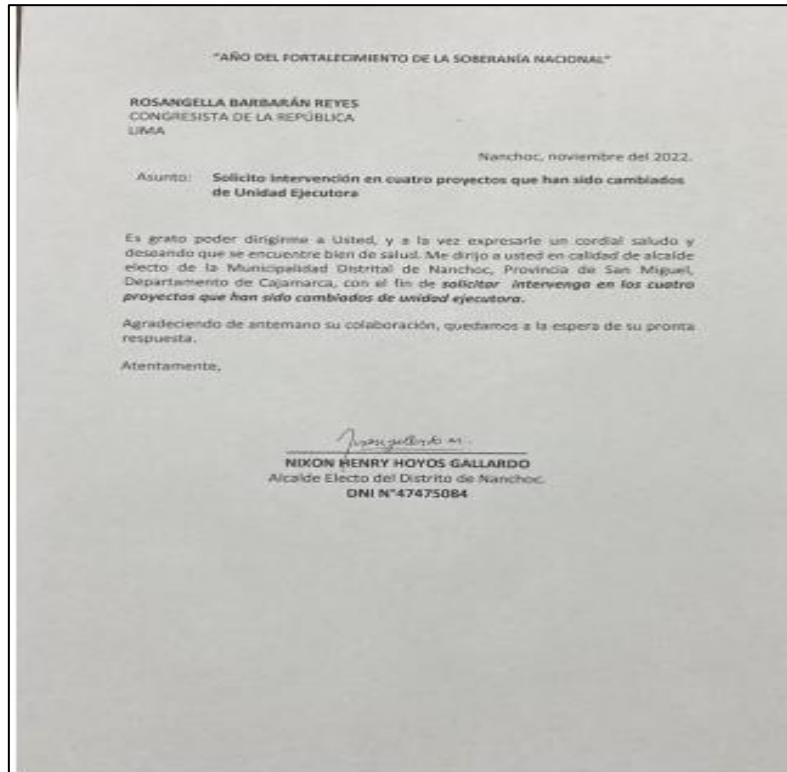 "AÑO DEL FORTALECIMIENTO DE LA SOBERANÍA NACIONAL"
ROSANGELLA BARBARÁN REYES
CONGRESISTA DE LA REPÚBLICA
LIMA
Nanchoc, noviembre del 2022.
Asunto: Solicito intervención en cuatro proyectos que han sido cambiados
de Unidad Ejecutora
Es grato poder dirigirme a Usted, y a la vez expresarle un cordial saludo y
deseando que se encuentre bien de salud. Me dirijo a usted en calidad de alcalde
electo de la Municipalidad Distrital de Nanchoc, Provincia de San Miguel,
Departamento de Cajamarca, con el fin de solicitar intervenga en los cuatro
proyectos que han sido cambiados de unidad ejecutora.
Agradeciendo de antemano su colaboración, quedamos a la espera de su pronta
respuesta.
Atentamente,
NIXON HENRY HOYOS GALLARDO
Alcalde Electo del Distrito de Nanchoc.
DNI N°47475084